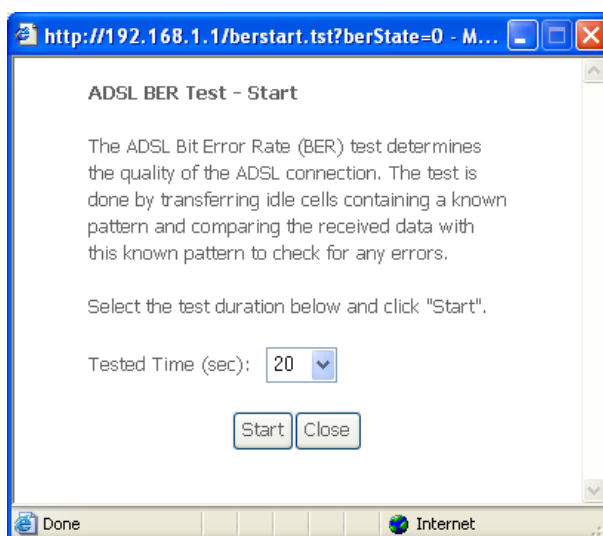 http://192.168.1.1/berstart.tst?berState=0 - M...
ADSL BER Test - Start
The ADSL Bit Error Rate (BER) test determines
the quality of the ADSL connection. The test is
done by transferring idle cells containing a known
pattern and comparing the received data with
this known pattern to check for any errors.
Select the test duration below and click "Start".
Tested Time (sec): 20
Start Close
Done Internet